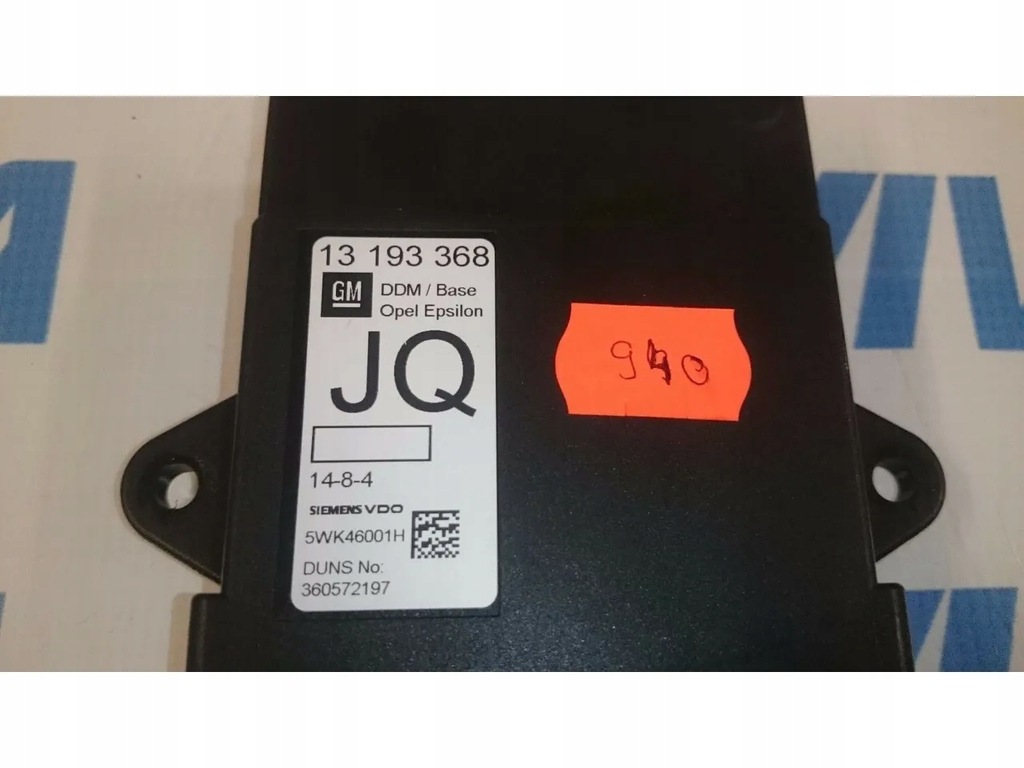 13 193 368
GM
DDM / Base
Opel Epsilon
JQ
14-8-4
SIEMENS VDO
5WK46001H
DUNS No:
360572197
940